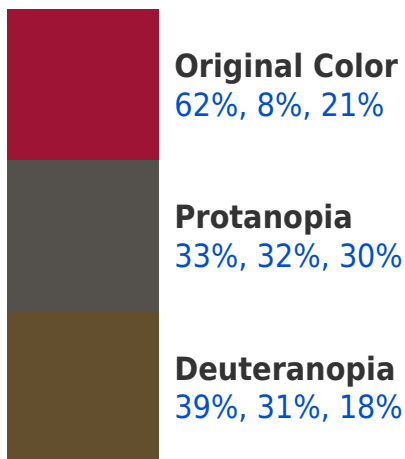 Original Color
62%, 8%, 21%
Protanopia
33%, 32%, 30%
Deuteranopia
39%, 31%, 18%